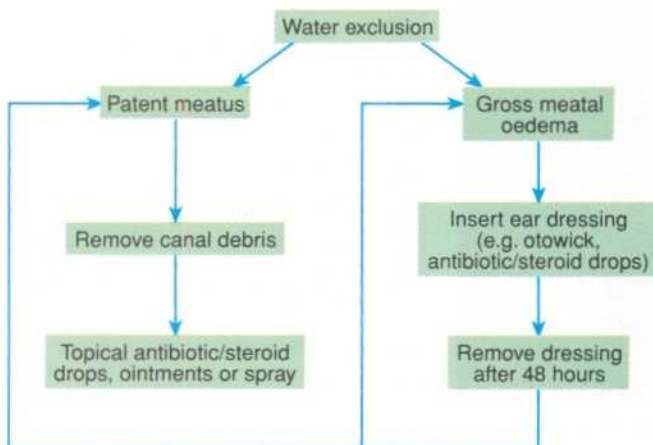 Water exclusion
Patent meatus
Gross meatal
oedema
Remove canal debris
Insert ear dressing
(e.g. otowick,
antibiotic/steroid drops)
Topical antibiotic/steroid
drops, ointments or spray
Remove dressing
after 48 hours